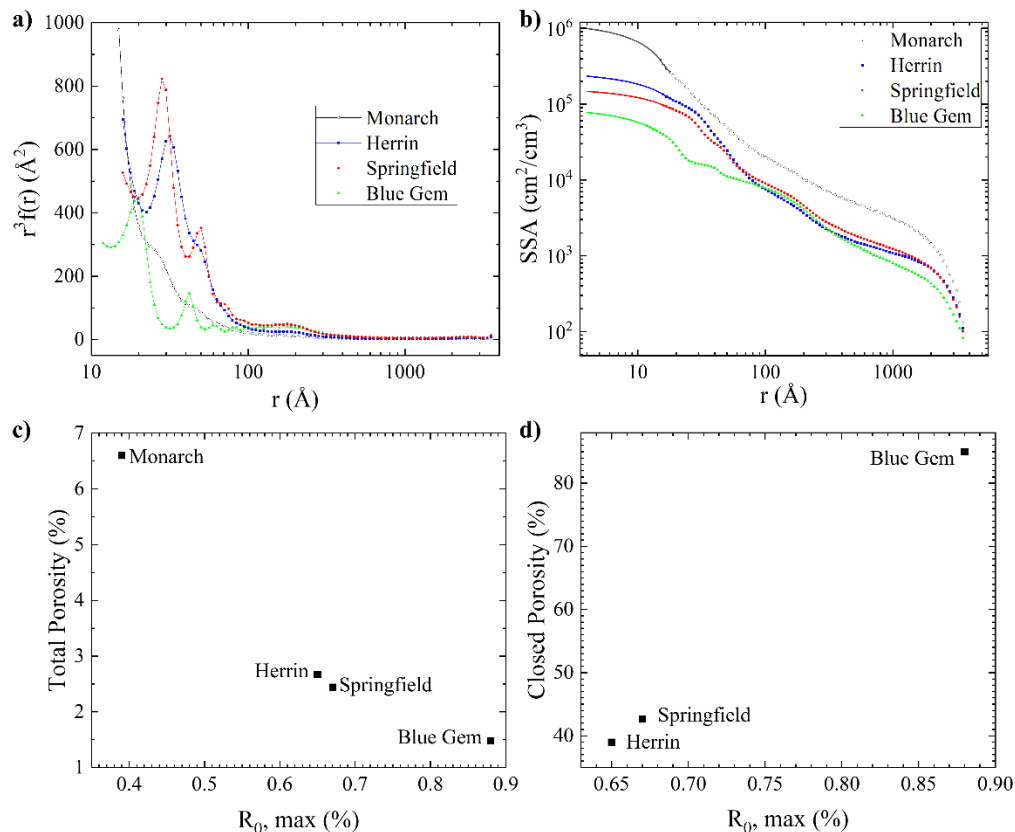 a)
r³f(r) (Å²)
1000
800
600
400
200
0
10
100
1000
r (Å)
Monarch
Herrin
Springfield
Blue Gem
b)
SSA (cm²/cm³)
10⁶
10⁵
10⁴
10³
10²
10
100
1000
r (Å)
Monarch
Herrin
Springfield
Blue Gem
c)
Total Porosity (%)
7
6
5
4
3
2
1
0.4
0.5
0.6
0.7
0.8
0.9
R₀, max (%)
Monarch
Herrin
Springfield
Blue Gem
d)
Closed Porosity (%)
80
70
60
50
40
0.65
0.70
0.75
0.80
0.85
0.90
R₀, max (%)
Blue Gem
Springfield
Herrin